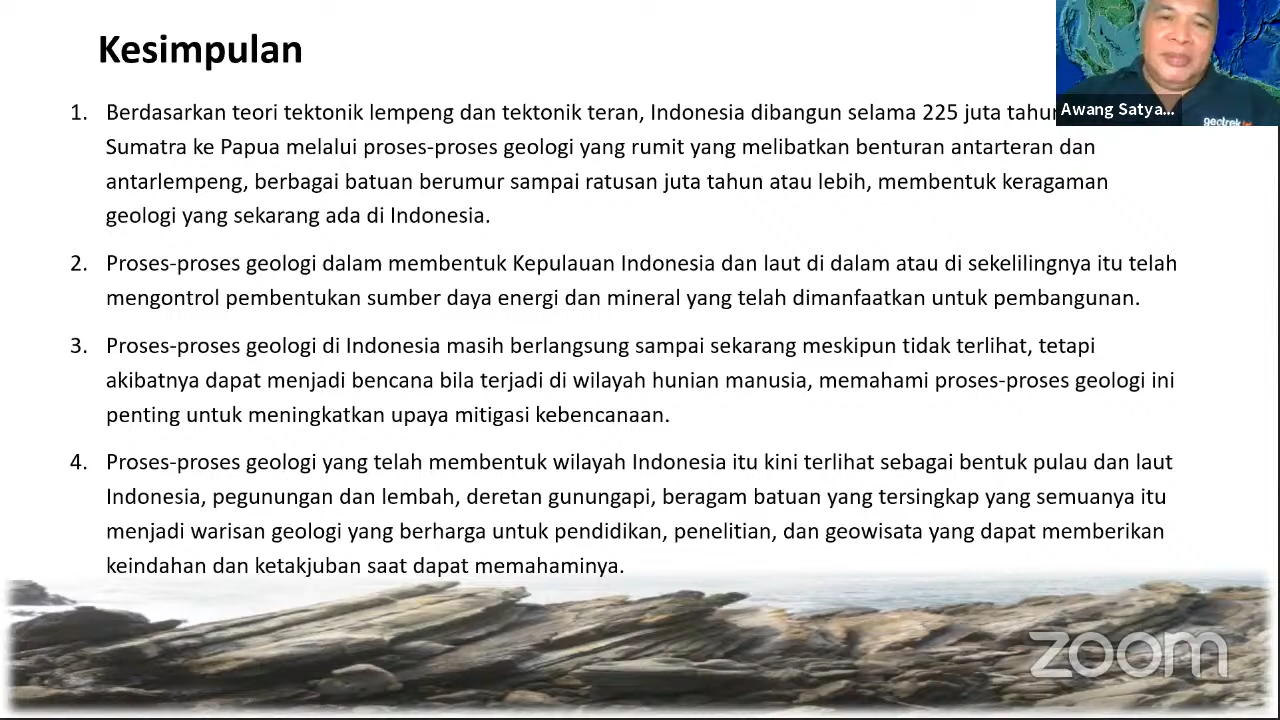 Kesimpulan
1. Berdasarkan teori tektonik lempeng dan tektonik teran, Indonesia dibangun selama 225 juta tahun
Sumatra ke Papua melalui proses-proses geologi yang rumit yang melibatkan benturan antarteran dan
antarlempeng, berbagai batuan berumur sampai ratusan juta tahun atau lebih, membentuk keragaman
geologi yang sekarang ada di Indonesia.
2. Proses-proses geologi dalam membentuk Kepulauan Indonesia dan laut di dalam atau di sekelilingnya itu telah
mengontrol pembentukan sumber daya energi dan mineral yang telah dimanfaatkan untuk pembangunan.
3. Proses-proses geologi di Indonesia masih berlangsung sampai sekarang meskipun tidak terlihat, tetapi
akibatnya dapat menjadi bencana bila terjadi di wilayah hunian manusia, memahami proses-proses geologi ini
penting untuk meningkatkan upaya mitigasi kebencanaan.
4. Proses-proses geologi yang telah membentuk wilayah Indonesia itu kini terlihat sebagai bentuk pulau dan laut
Indonesia, pegunungan dan lembah, deretan gunungapi, beragam batuan yang tersingkap yang semuanya itu
menjadi warisan geologi yang berharga untuk pendidikan, penelitian, dan geowisata yang dapat memberikan
keindahan dan ketakjuban saat dapat memahaminya.
Awang Satya...
zoom